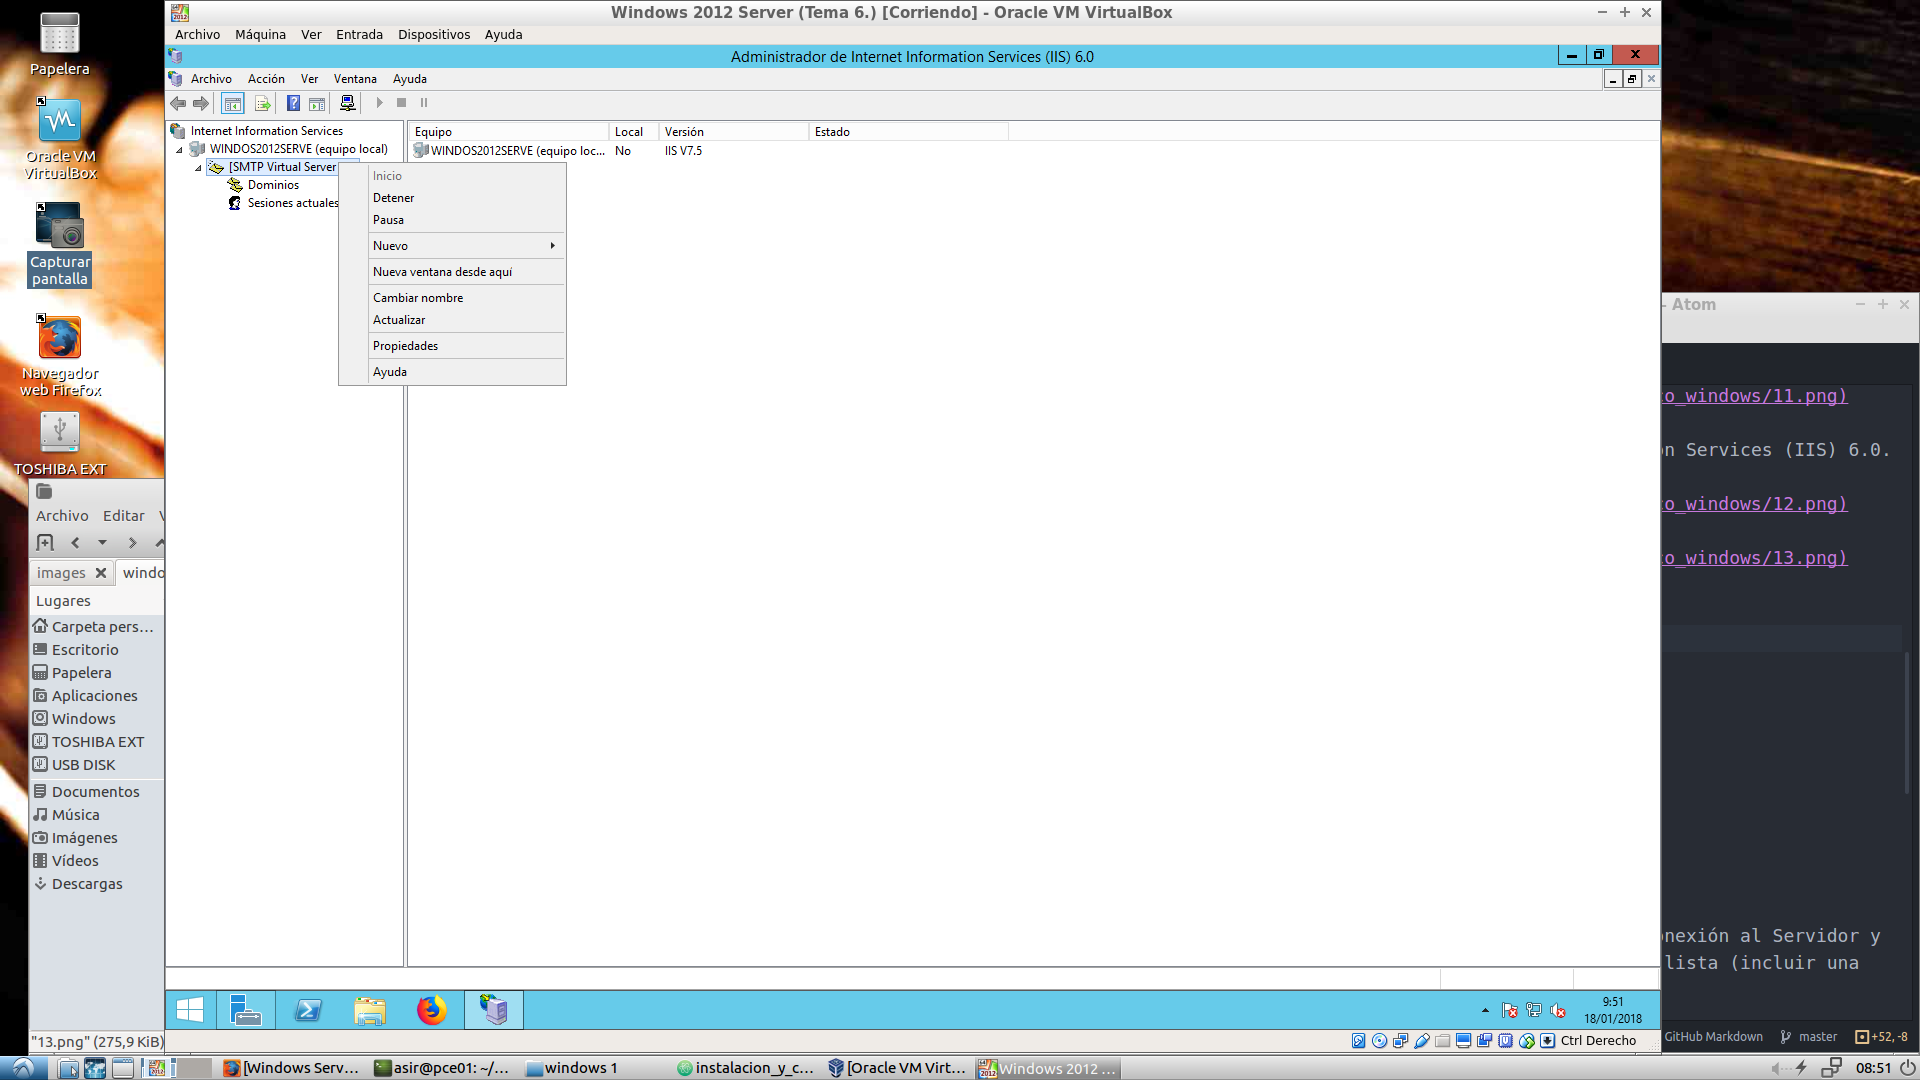 Papelera
Oracle VM
VirtualBox
Capturar
pantalla
Navegador
web Firefox
TOSHIBA EXT
Windows 2012 Server (Tema 6.) [Corriendo] - Oracle VM VirtualBox
Archivo Máquina Ver Entrada Dispositivos Ayuda
Administrador de Internet Information Services (IIS) 6.0
Archivo Acción Ver Ventana Ayuda
Internet Information Services
WINDOS2012SERVE (equipo local)
[SMTP Virtual Server
Dominios
Sesiones actuales
Equipo Local Versión Estado
WINDOS2012SERVE (equipo loc... No IIS V7.5
Inicio
Detener
Pausa
Nuevo
Nueva ventana desde aquí
Cambiar nombre
Actualizar
Propiedades
Ayuda
- Atom
o_windows/11.png)
n Services (IIS) 6.0.
o_windows/12.png)
o_windows/13.png)
nexión al Servidor y
lista (incluir una
GitHub Markdown master +52, -8
Archivo Editar V
images windo
Lugares
Carpeta pers...
Escritorio
Papelera
Aplicaciones
Windows
TOSHIBA EXT
USB DISK
Documentos
Música
Imágenes
Vídeos
Descargas
"13.png" (275,9 KiB)
9:51
18/01/2018
Ctrl Derecho
[Windows Serv... asir@pce01: ~/... windows 1 instalacion_y_c... [Oracle VM Virt... Windows 2012 ... 08:51